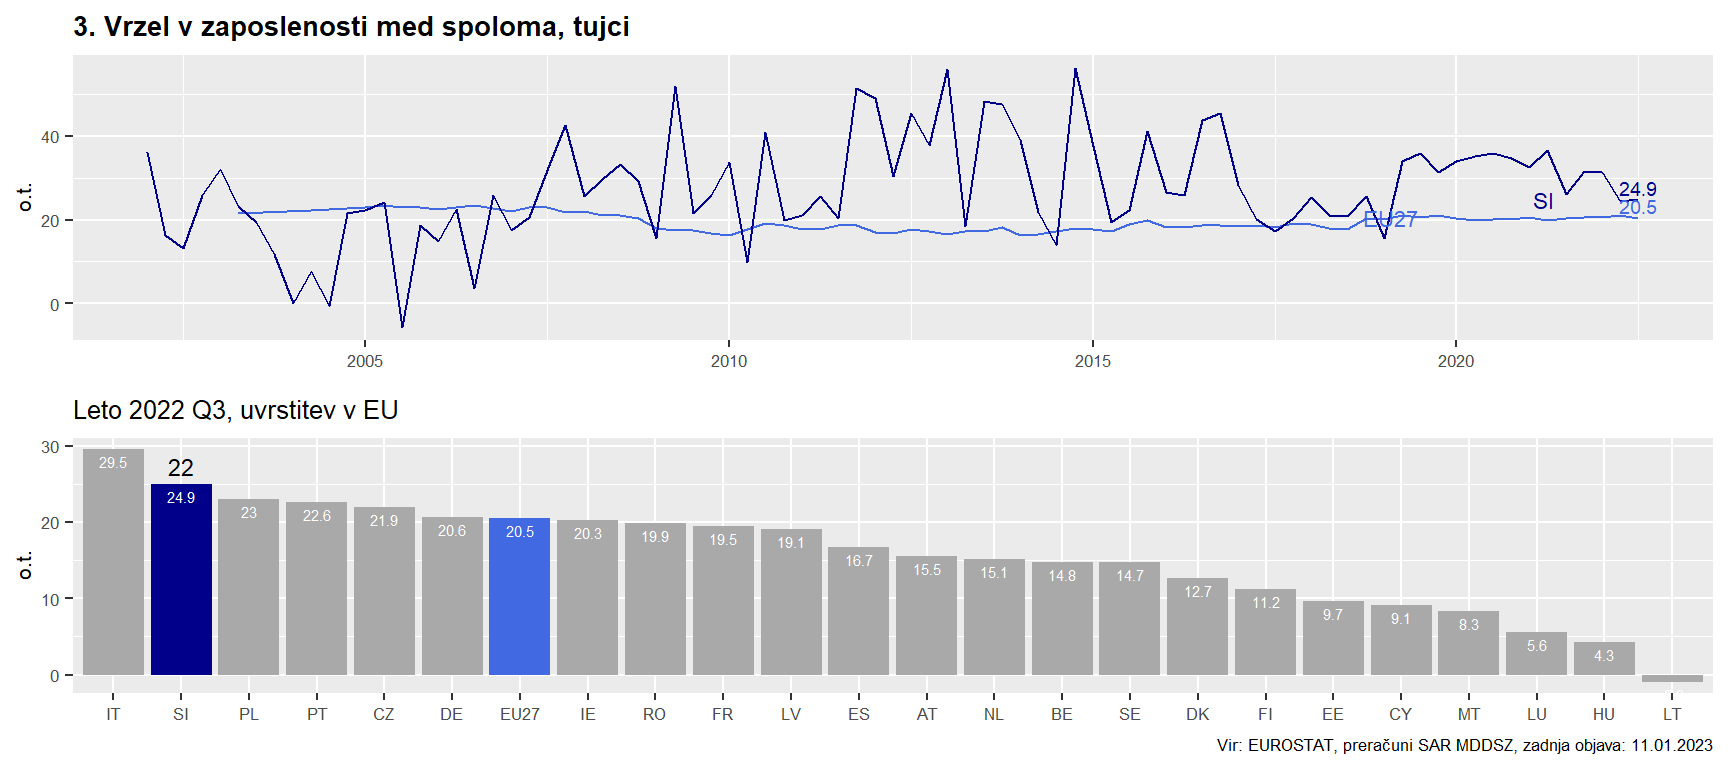 3. Vrzel v zaposlenosti med spoloma, tujci
o.t.
40
20
0
SI
EU27
24.9
20.5
2005 2010 2015 2020
Leto 2022 Q3, uvrstitev v EU
o.t.
30
20
10
0
22
29.5 24.9 23 22.6 21.9 20.6 20.5 20.3 19.9 19.5 19.1 16.7 15.5 15.1 14.8 14.7 12.7 11.2 9.7 9.1 8.3 5.6 4.3
IT SI PL PT CZ DE EU27 IE RO FR LV ES AT NL BE SE DK FI EE CY MT LU HU LT
Vir: EUROSTAT, preračuni SAR MDDSZ, zadnja objava: 11.01.2023